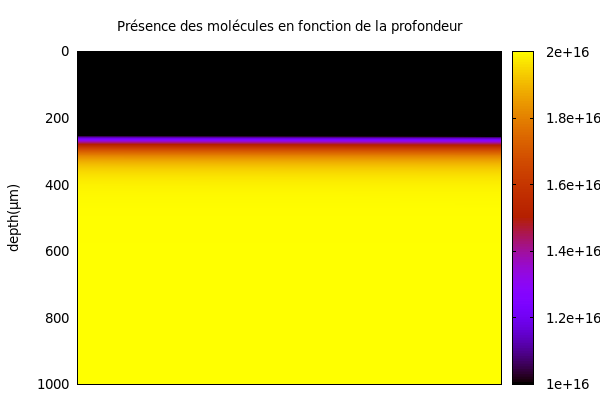 Présence des molécules en fonction de la profondeur
0
200
400
600
800
1000
depth(µm)
2e+16
1.8e+16
1.6e+16
1.4e+16
1.2e+16
1e+16